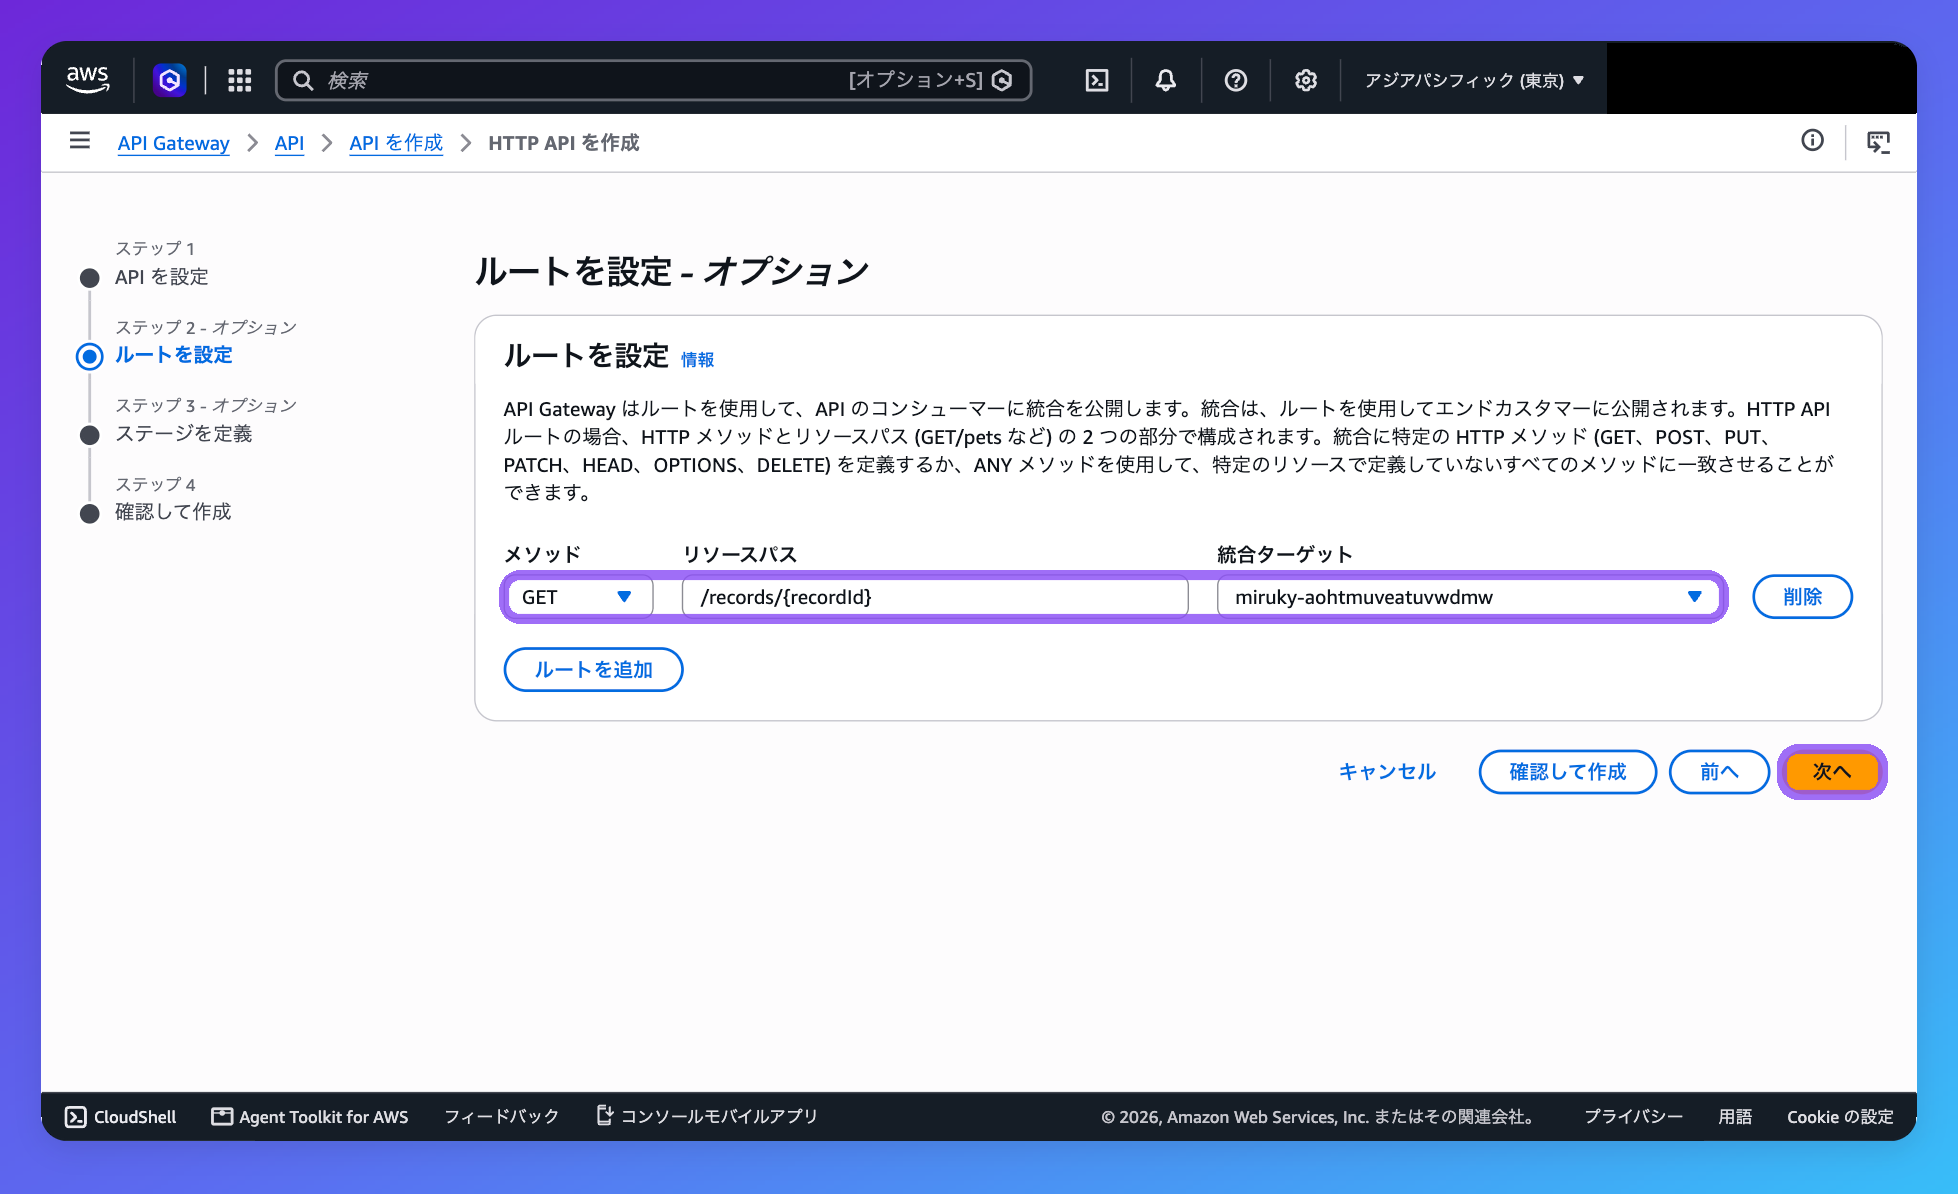 aws
検索
[オプション+S]
アジアパシフィック (東京)
API Gateway
API
API を作成
HTTP API を作成
ステップ 1
API を設定
ステップ 2 - オプション
ルートを設定
ステップ 3 - オプション
ステージを定義
ステップ 4
確認して作成
ルートを設定 - オプション
ルートを設定 情報
API Gateway はルートを使用して、API のコンシューマーに統合を公開します。統合は、ルートを使用してエンドカスタマーに公開されます。HTTP API
ルートの場合、HTTP メソッドとリソースパス (GET/pets など) の 2 つの部分で構成されます。統合に特定の HTTP メソッド (GET、POST、PUT、
PATCH、HEAD、OPTIONS、DELETE) を定義するか、ANY メソッドを使用して、特定のリソースで定義していないすべてのメソッドに一致させることが
できます。
メソッド
リソースパス
統合ターゲット
GET
/records/{recordId}
miruky-aohtmuveatuvwdmw
削除
ルートを追加
キャンセル
確認して作成
前へ
次へ
CloudShell
Agent Toolkit for AWS
フィードバック
コンソールモバイルアプリ
© 2026, Amazon Web Services, Inc. またはその関連会社。
プライバシー
用語
Cookie の設定